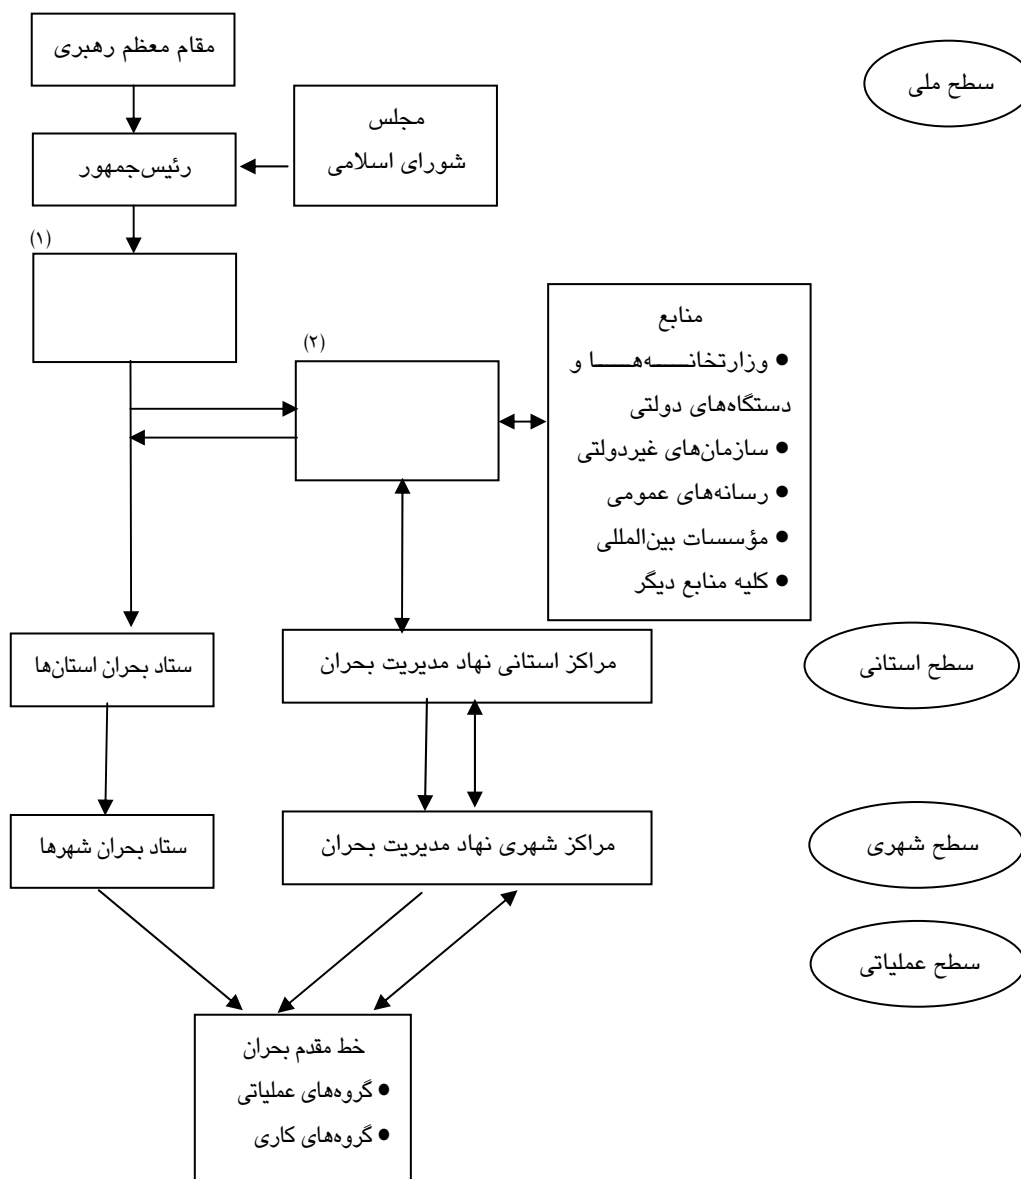 مقام معظم رهبری
سطح ملی
مجلس
شورای اسلامی
رئیس‌جمهور
(۱)
(۲)
منابع
● وزارتخانـــــه‌هـــــا و
دستگاه‌های دولتی
● سازمان‌های غیردولتی
● رسانه‌های عمومی
● مؤسسات بین‌المللی
● کلیه منابع دیگر
سطح استانی
مراکز استانی نهاد مدیریت بحران
ستاد بحران استان‌ها
سطح شهری
مراکز شهری نهاد مدیریت بحران
ستاد بحران شهرها
سطح عملیاتی
خط مقدم بحران
● گروه‌های عملیاتی
● گروه‌های کاری